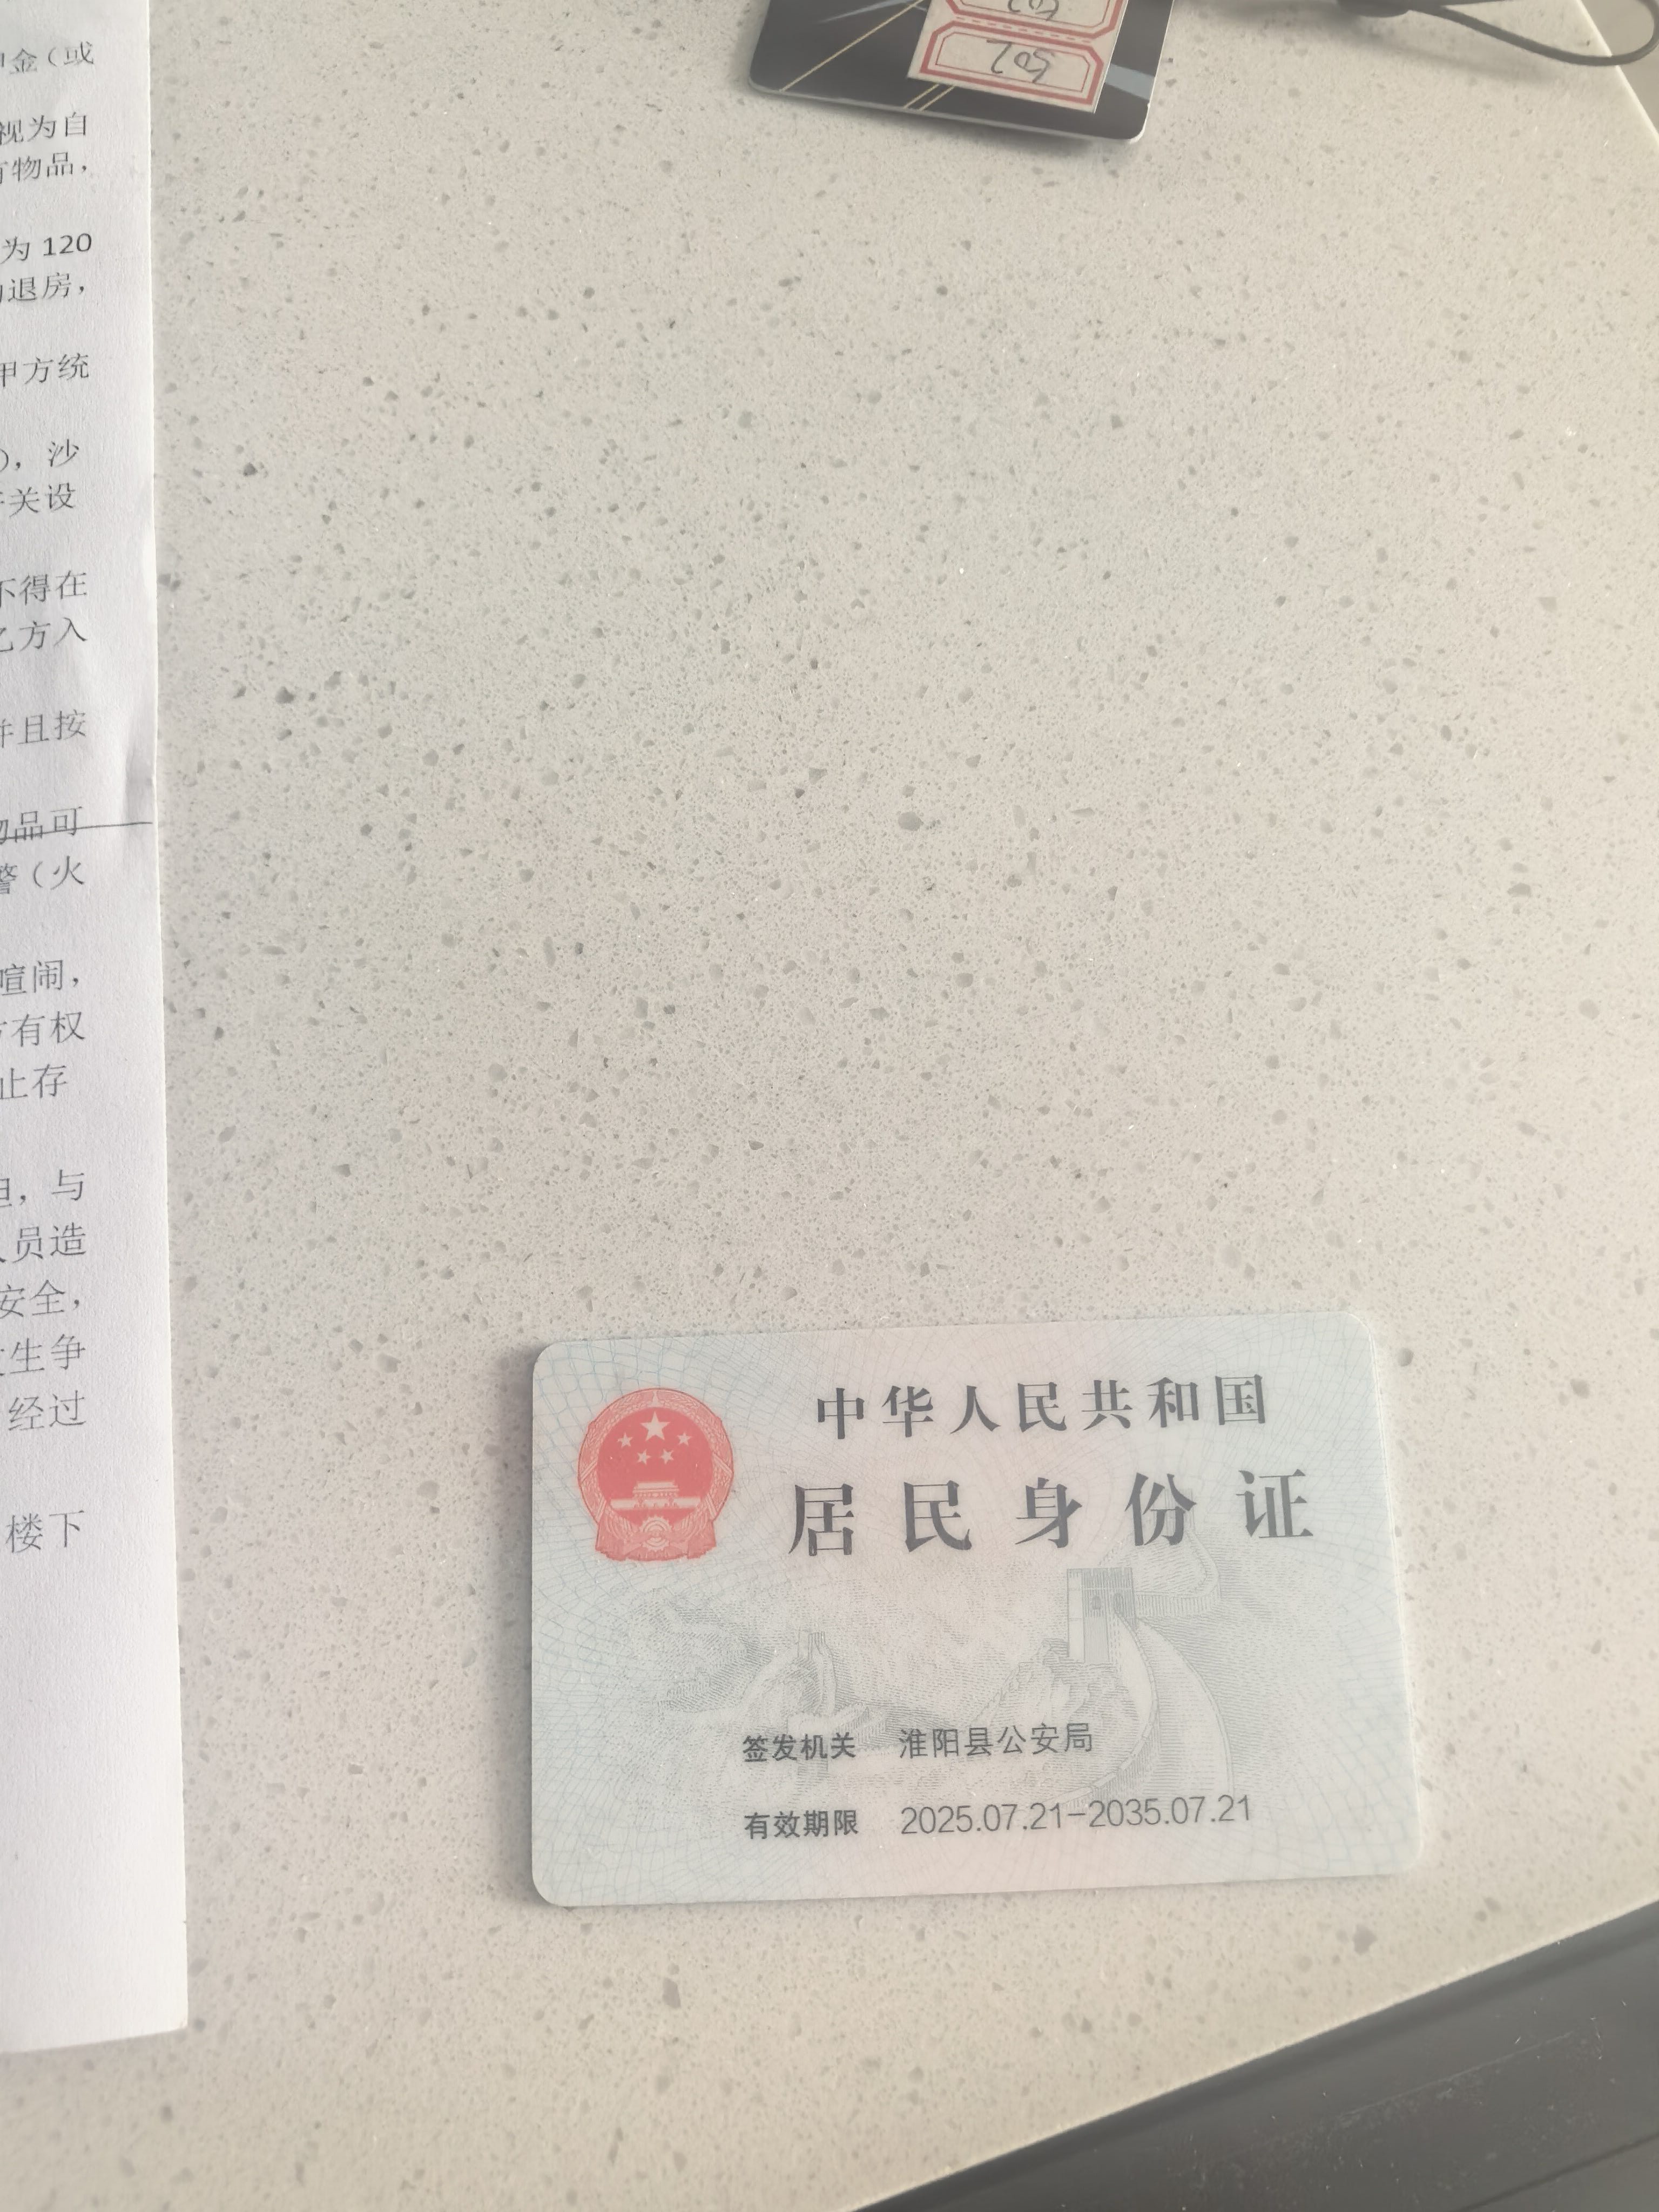 金（或
视为自
物品，
为 120
退房，
甲方统
），沙
关设
不得在
乙方入
并且按
物品可
警（火
喧闹，
有权
止存
担，与
人员造
安全，
生争
经过
楼下
502
中华人民共和国
居民身份证
签发机关 淮阳县公安局
有效期限 2025.07.21-2035.07.21